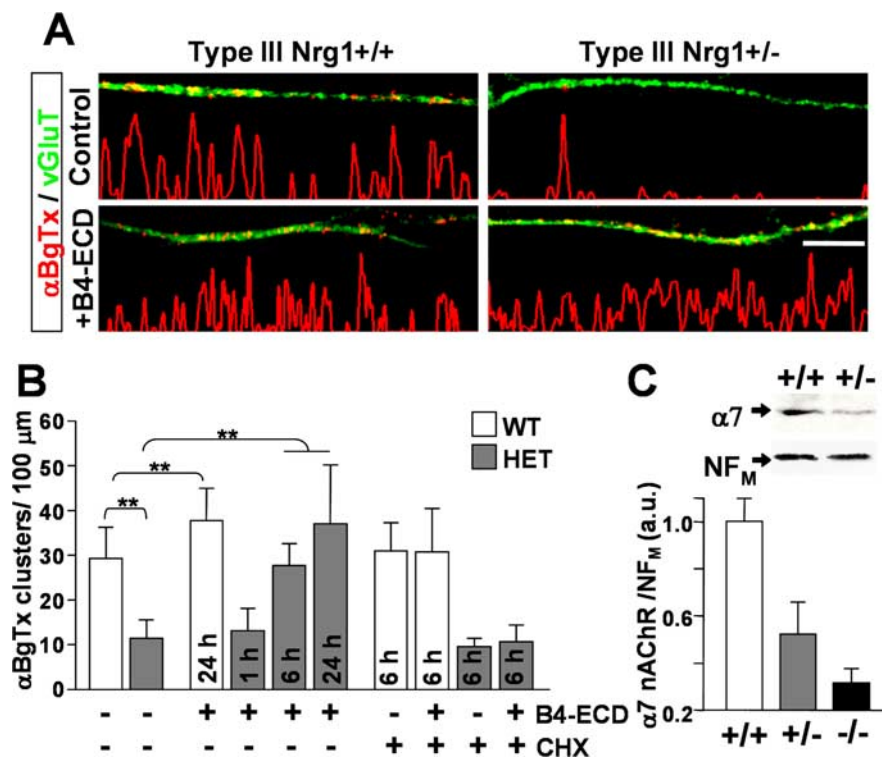 A
Type III Nrg1+/+
Type III Nrg1+/-
αBgTx / vGluT
Control
+B4-ECD
B
αBgTx clusters/ 100 μm
60
50
40
30
20
10
0
**
**
**
WT
HET
24 h
1 h
6 h
24 h
6 h
6 h
6 h
6 h
- - + + + + - + - + B4-ECD
- - - - - - + + + + CHX
C
+/+ +/-
α7
NFM
α7 nAChR /NFM (a.u.)
1.0
0.6
0.2
+/+ +/- -/-